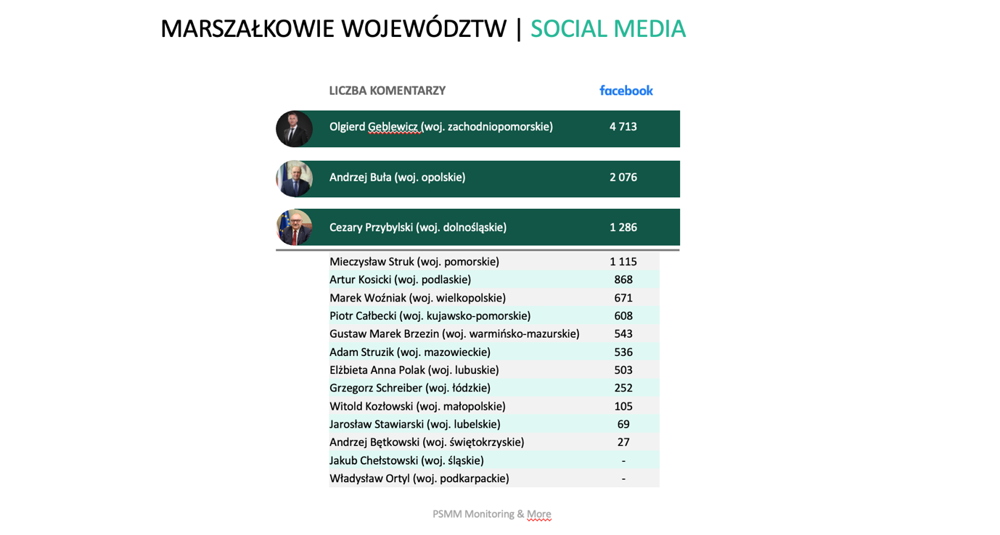 MARSZAŁKOWIE WOJEWÓDZTW | SOCIAL MEDIA
LICZBA KOMENTARZY facebook
Olgierd Geblewicz (woj. zachodniopomorskie) 4 713
Andrzej Buła (woj. opolskie) 2 076
Cezary Przybylski (woj. dolnośląskie) 1 286
Mieczysław Struk (woj. pomorskie) 1 115
Artur Kosicki (woj. podlaskie) 868
Marek Woźniak (woj. wielkopolskie) 671
Piotr Całbecki (woj. kujawsko-pomorskie) 608
Gustaw Marek Brzezin (woj. warmińsko-mazurskie) 543
Adam Struzik (woj. mazowieckie) 536
Elżbieta Anna Polak (woj. lubuskie) 503
Grzegorz Schreiber (woj. łódzkie) 252
Witold Kozłowski (woj. małopolskie) 105
Jarosław Stawiarski (woj. lubelskie) 69
Andrzej Bętkowski (woj. świętokrzyskie) 27
Jakub Chełstowski (woj. śląskie) -
Władysław Ortyl (woj. podkarpackie) -
PSMM Monitoring & More